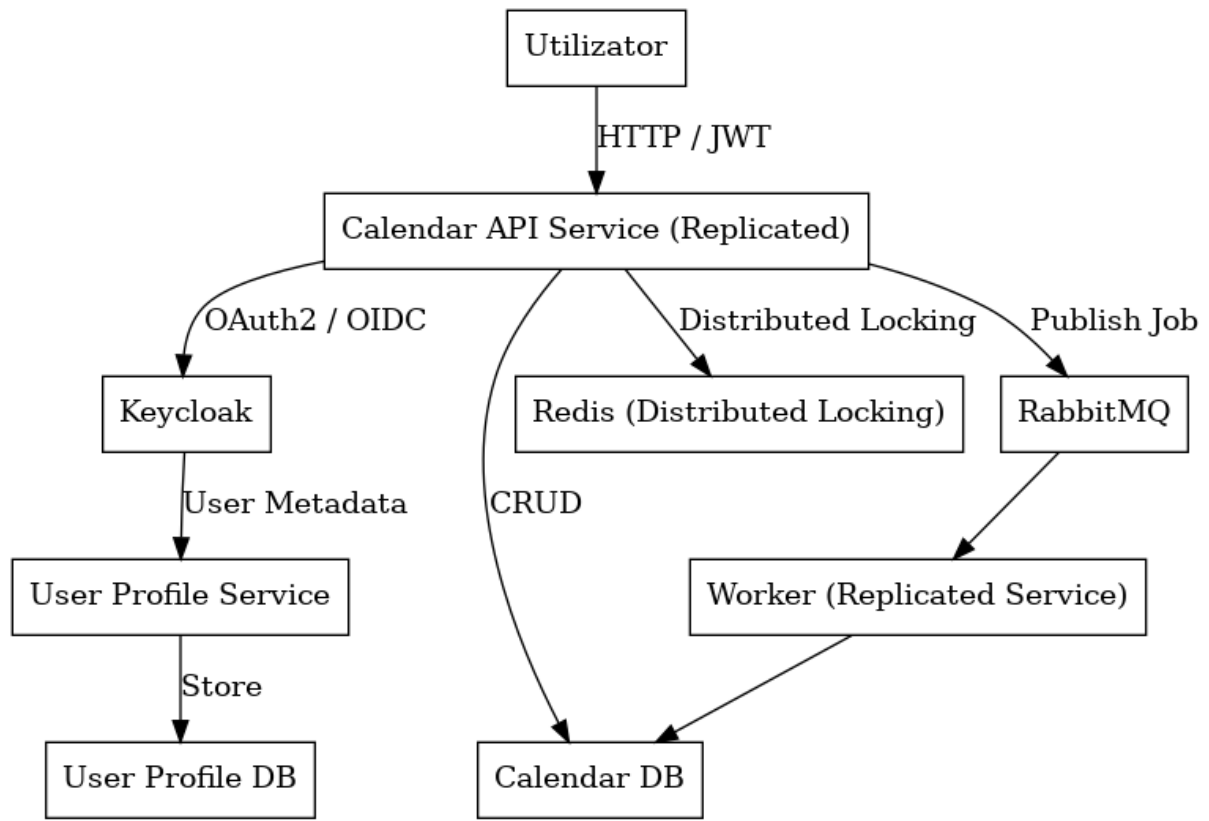 Utilizator
HTTP / JWT
Calendar API Service (Replicated)
OAuth2 / OIDC
Distributed Locking
Publish Job
Keycloak
Redis (Distributed Locking)
RabbitMQ
User Metadata
CRUD
User Profile Service
Worker (Replicated Service)
Store
User Profile DB
Calendar DB